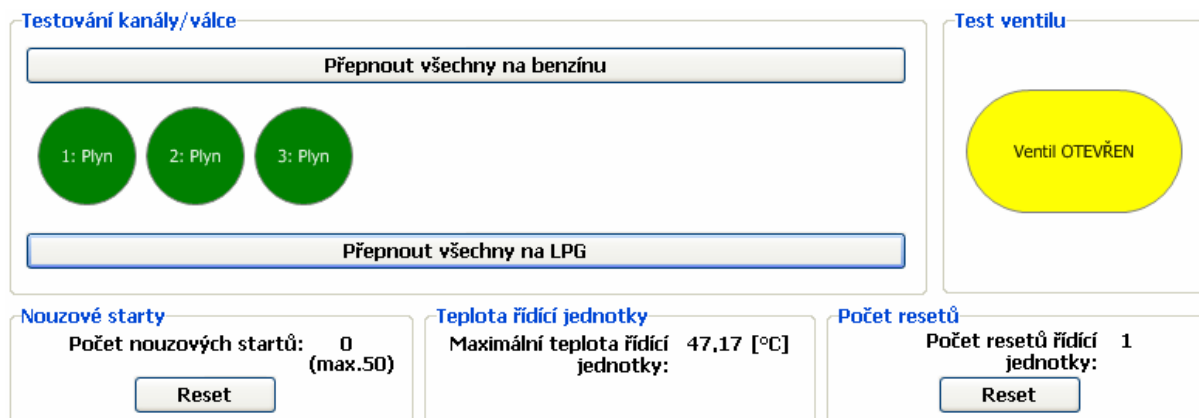 Testování kanály/válce
Přepnout všechny na benzínu
1: Plyn
2: Plyn
3: Plyn
Přepnout všechny na LPG
Test ventilu
Ventil OTEVŘEN
Nouzové starty
Počet nouzových startů: 0
(max.50)
Reset
Teplota řídící jednotky
Maximální teplota řídící 47,17 [°C]
jednotky:
Počet resetů
Počet resetů řídící 1
jednotky:
Reset